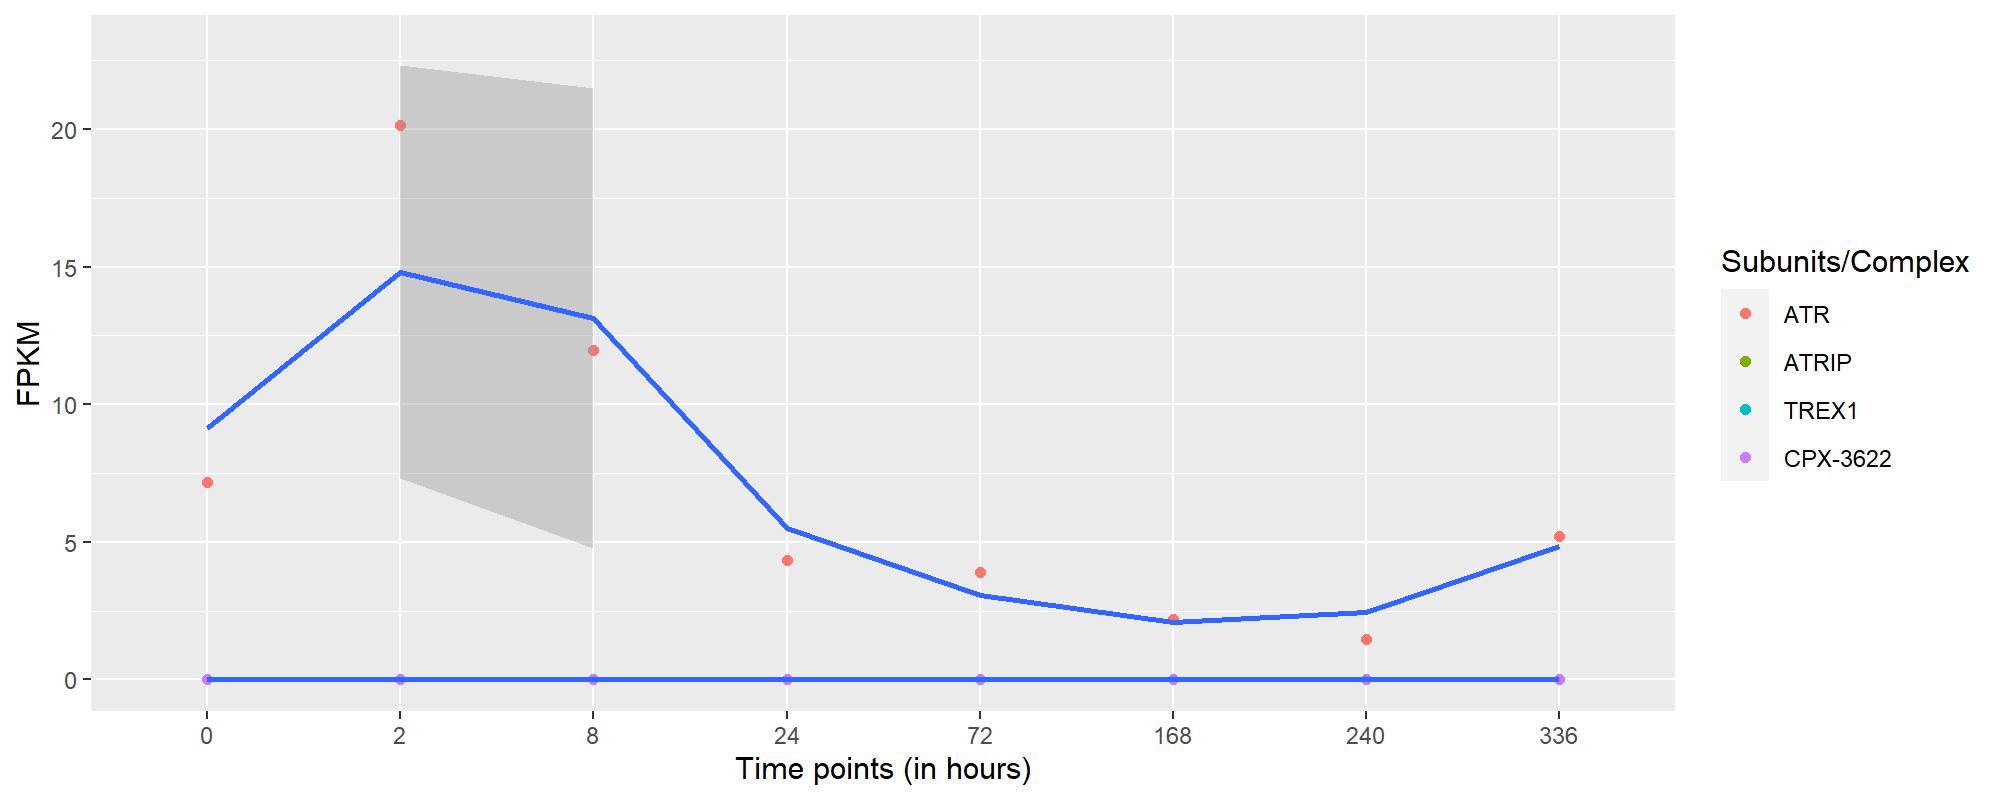 FPKM
20
15
10
5
0
0 2 8 24 72 168 240 336
Time points (in hours)
Subunits/Complex
ATR
ATRIP
TREX1
CPX-3622